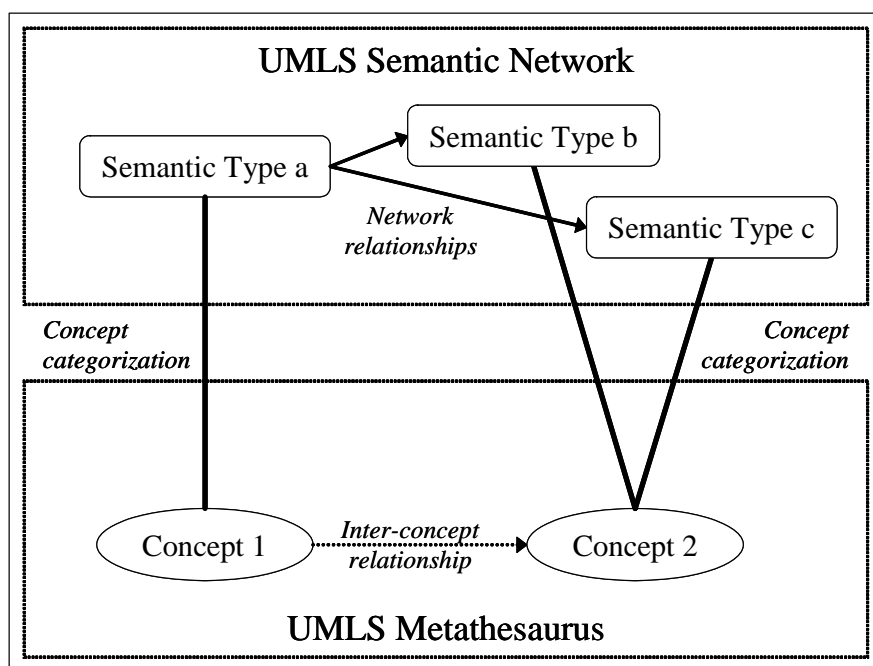 UMLS Semantic Network
Semantic Type b
Semantic Type a
Network
relationships
Semantic Type c
Concept
categorization
Concept
categorization
Concept 1
Inter-concept
relationship
Concept 2
UMLS Metathesaurus